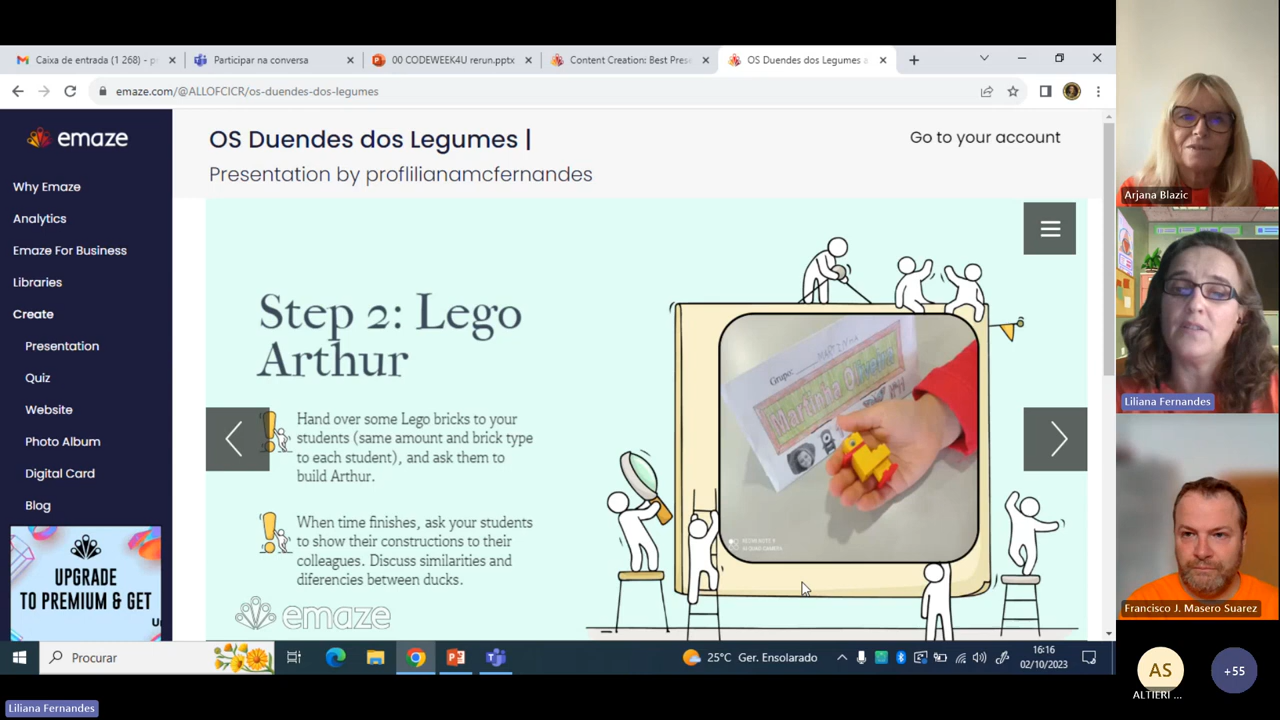 Caixa de entrada (1 268) - p
Participar na conversa
00 CODEWEEK4U rerun.pptx
Content Creation: Best Pres
OS Duendes dos Legumes
emaze.com/@ALLOFCICR/os-duendes-dos-legumes
emaze
Why Emaze
Analytics
Emaze For Business
Libraries
Create
Presentation
Quiz
Website
Photo Album
Digital Card
Blog
UPGRADE
TO PREMIUM & GET
OS Duendes dos Legumes |
Presentation by proflilianamcfernandes
Go to your account
Step 2: Lego
Arthur
Hand over some Lego bricks to your
students (same amount and brick type
to each student), and ask them to
build Arthur.
When time finishes, ask your students
to show their constructions to their
colleagues. Discuss similarities and
diferencies between ducks.
emaze
Grupo:
MARTINHA
Martinha Oliveira
Procurar
25°C Ger. Ensolarado
16:16
02/10/2023
Arjana Blazic
Liliana Fernandes
Francisco J. Masero Suarez
AS
ALTIERI ...
+55
Liliana Fernandes